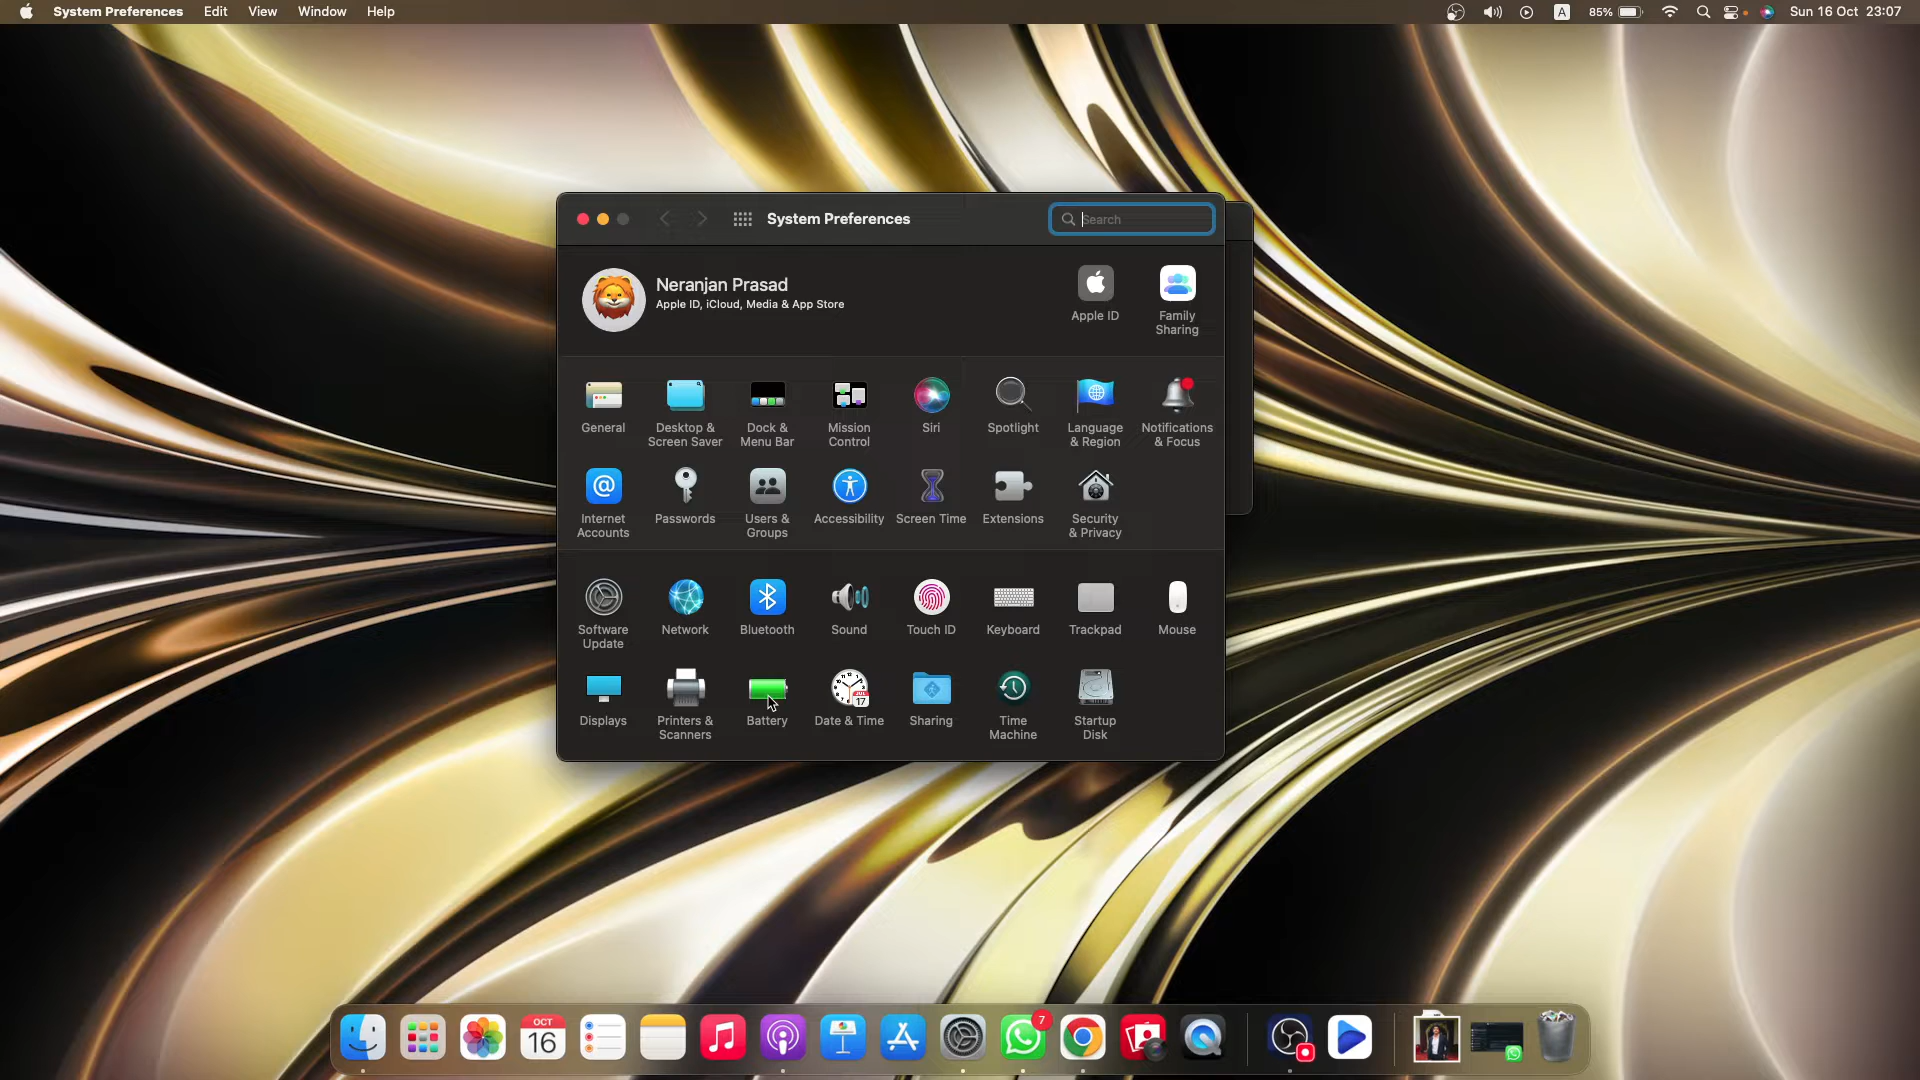 System Preferences Edit View Window Help
A 85% Sun 16 Oct 23:07
System Preferences
Search
Neranjan Prasad
Apple ID, iCloud, Media & App Store
Apple ID
Family
Sharing
General
Desktop &
Screen Saver
Dock &
Menu Bar
Mission
Control
Siri
Spotlight
Language
& Region
Notifications
& Focus
Internet
Accounts
Passwords
Users &
Groups
Accessibility
Screen Time
Extensions
Security
& Privacy
Software
Update
Network
Bluetooth
Sound
Touch ID
Keyboard
Trackpad
Mouse
Displays
Printers &
Scanners
Battery
Date & Time
Sharing
Time
Machine
Startup
Disk
OCT
16
7